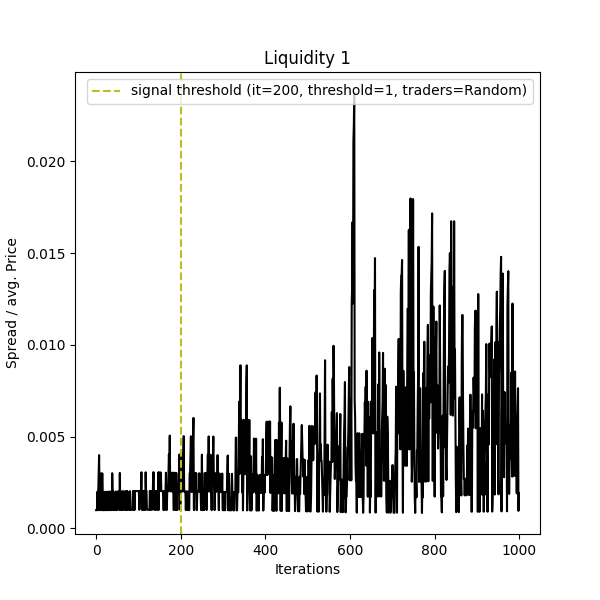 Liquidity 1
signal threshold (it=200, threshold=1, traders=Random)
Spread / avg. Price
0.020
0.015
0.010
0.005
0.000
0 200 400 600 800 1000
Iterations